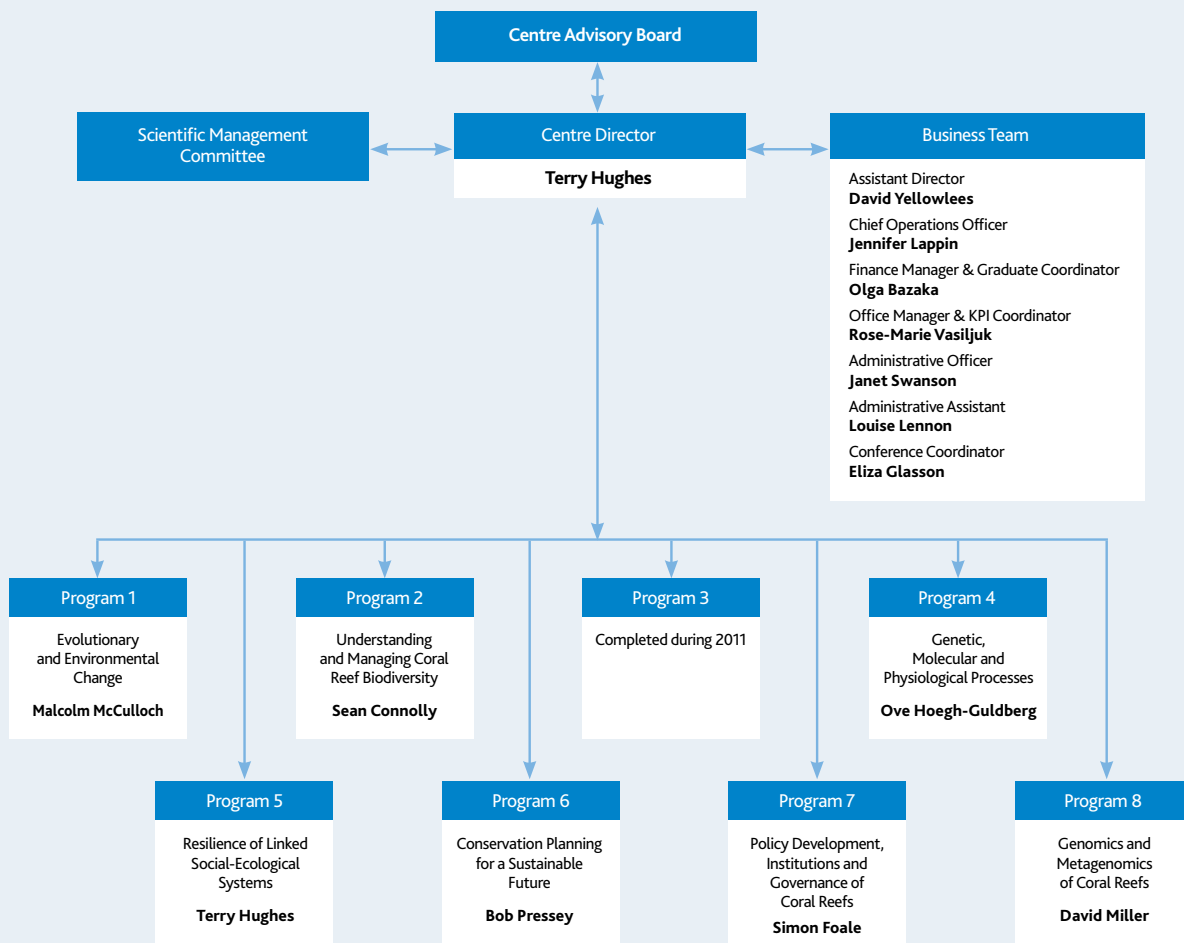 Centre Advisory Board
Scientific Management
Committee
Centre Director
Terry Hughes
Business Team
Assistant Director
David Yellowlees
Chief Operations Officer
Jennifer Lappin
Finance Manager & Graduate Coordinator
Olga Bazaka
Office Manager & KPI Coordinator
Rose-Marie Vasiljuk
Administrative Officer
Janet Swanson
Administrative Assistant
Louise Lennon
Conference Coordinator
Eliza Glasson
Program 1
Evolutionary
and Environmental
Change
Malcolm McCulloch
Program 2
Understanding
and Managing Coral
Reef Biodiversity
Sean Connolly
Program 3
Completed during 2011
Program 4
Genetic,
Molecular and
Physiological Processes
Ove Hoegh-Guldberg
Program 5
Resilience of Linked
Social-Ecological
Systems
Terry Hughes
Program 6
Conservation Planning
for a Sustainable
Future
Bob Pressey
Program 7
Policy Development,
Institutions and
Governance of
Coral Reefs
Simon Foale
Program 8
Genomics and
Metagenomics
of Coral Reefs
David Miller